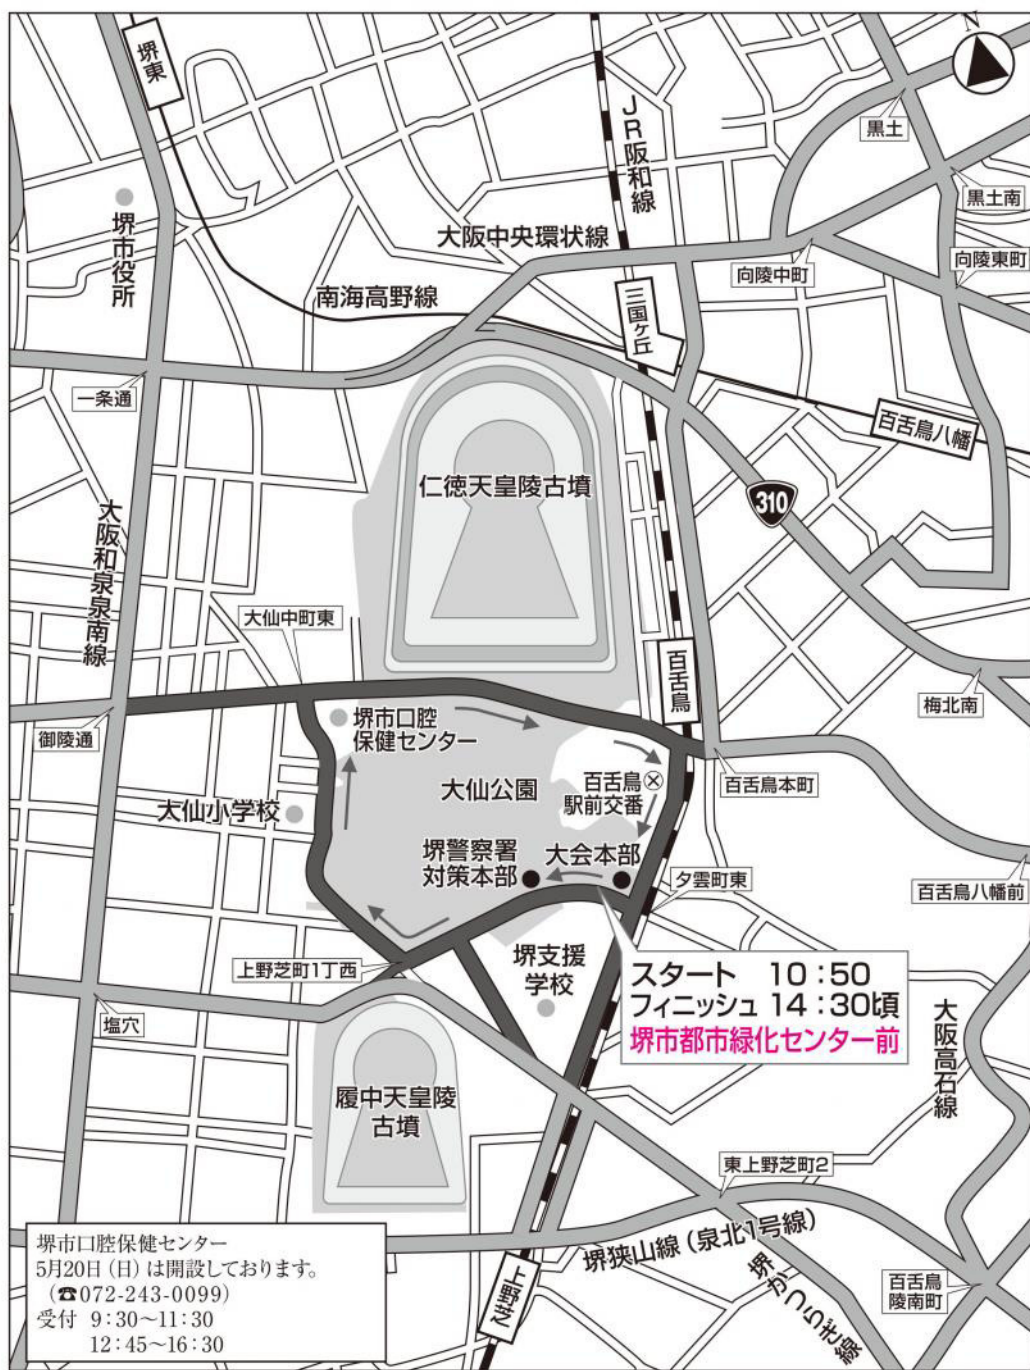 N
堺東
JR阪和線
黒土
黒土南
堺市役所
大阪中央環状線
向陵中町
向陵東町
南海高野線
三国ヶ丘
一条通
百舌鳥八幡
仁徳天皇陵古墳
310
大阪和泉泉南線
大仙中町東
百舌鳥
梅北南
御陵通
堺市口腔
保健センター
百舌鳥本町
大仙公園
百舌鳥
駅前交番
大仙小学校
堺警察署
対策本部
大会本部
夕雲町東
百舌鳥八幡前
上野芝町1丁西
堺支援
学校
スタート 10:50
フィニッシュ 14:30頃
堺市都市緑化センター前
塩穴
大阪高石線
履中天皇陵
古墳
東上野芝町2
堺狭山線(泉北1号線)
堺かつらぎ線
百舌鳥
陵南町
上野芝
堺市口腔保健センター
5月20日(日)は開設しております。
(☎072-243-0099)
受付 9:30~11:30
12:45~16:30